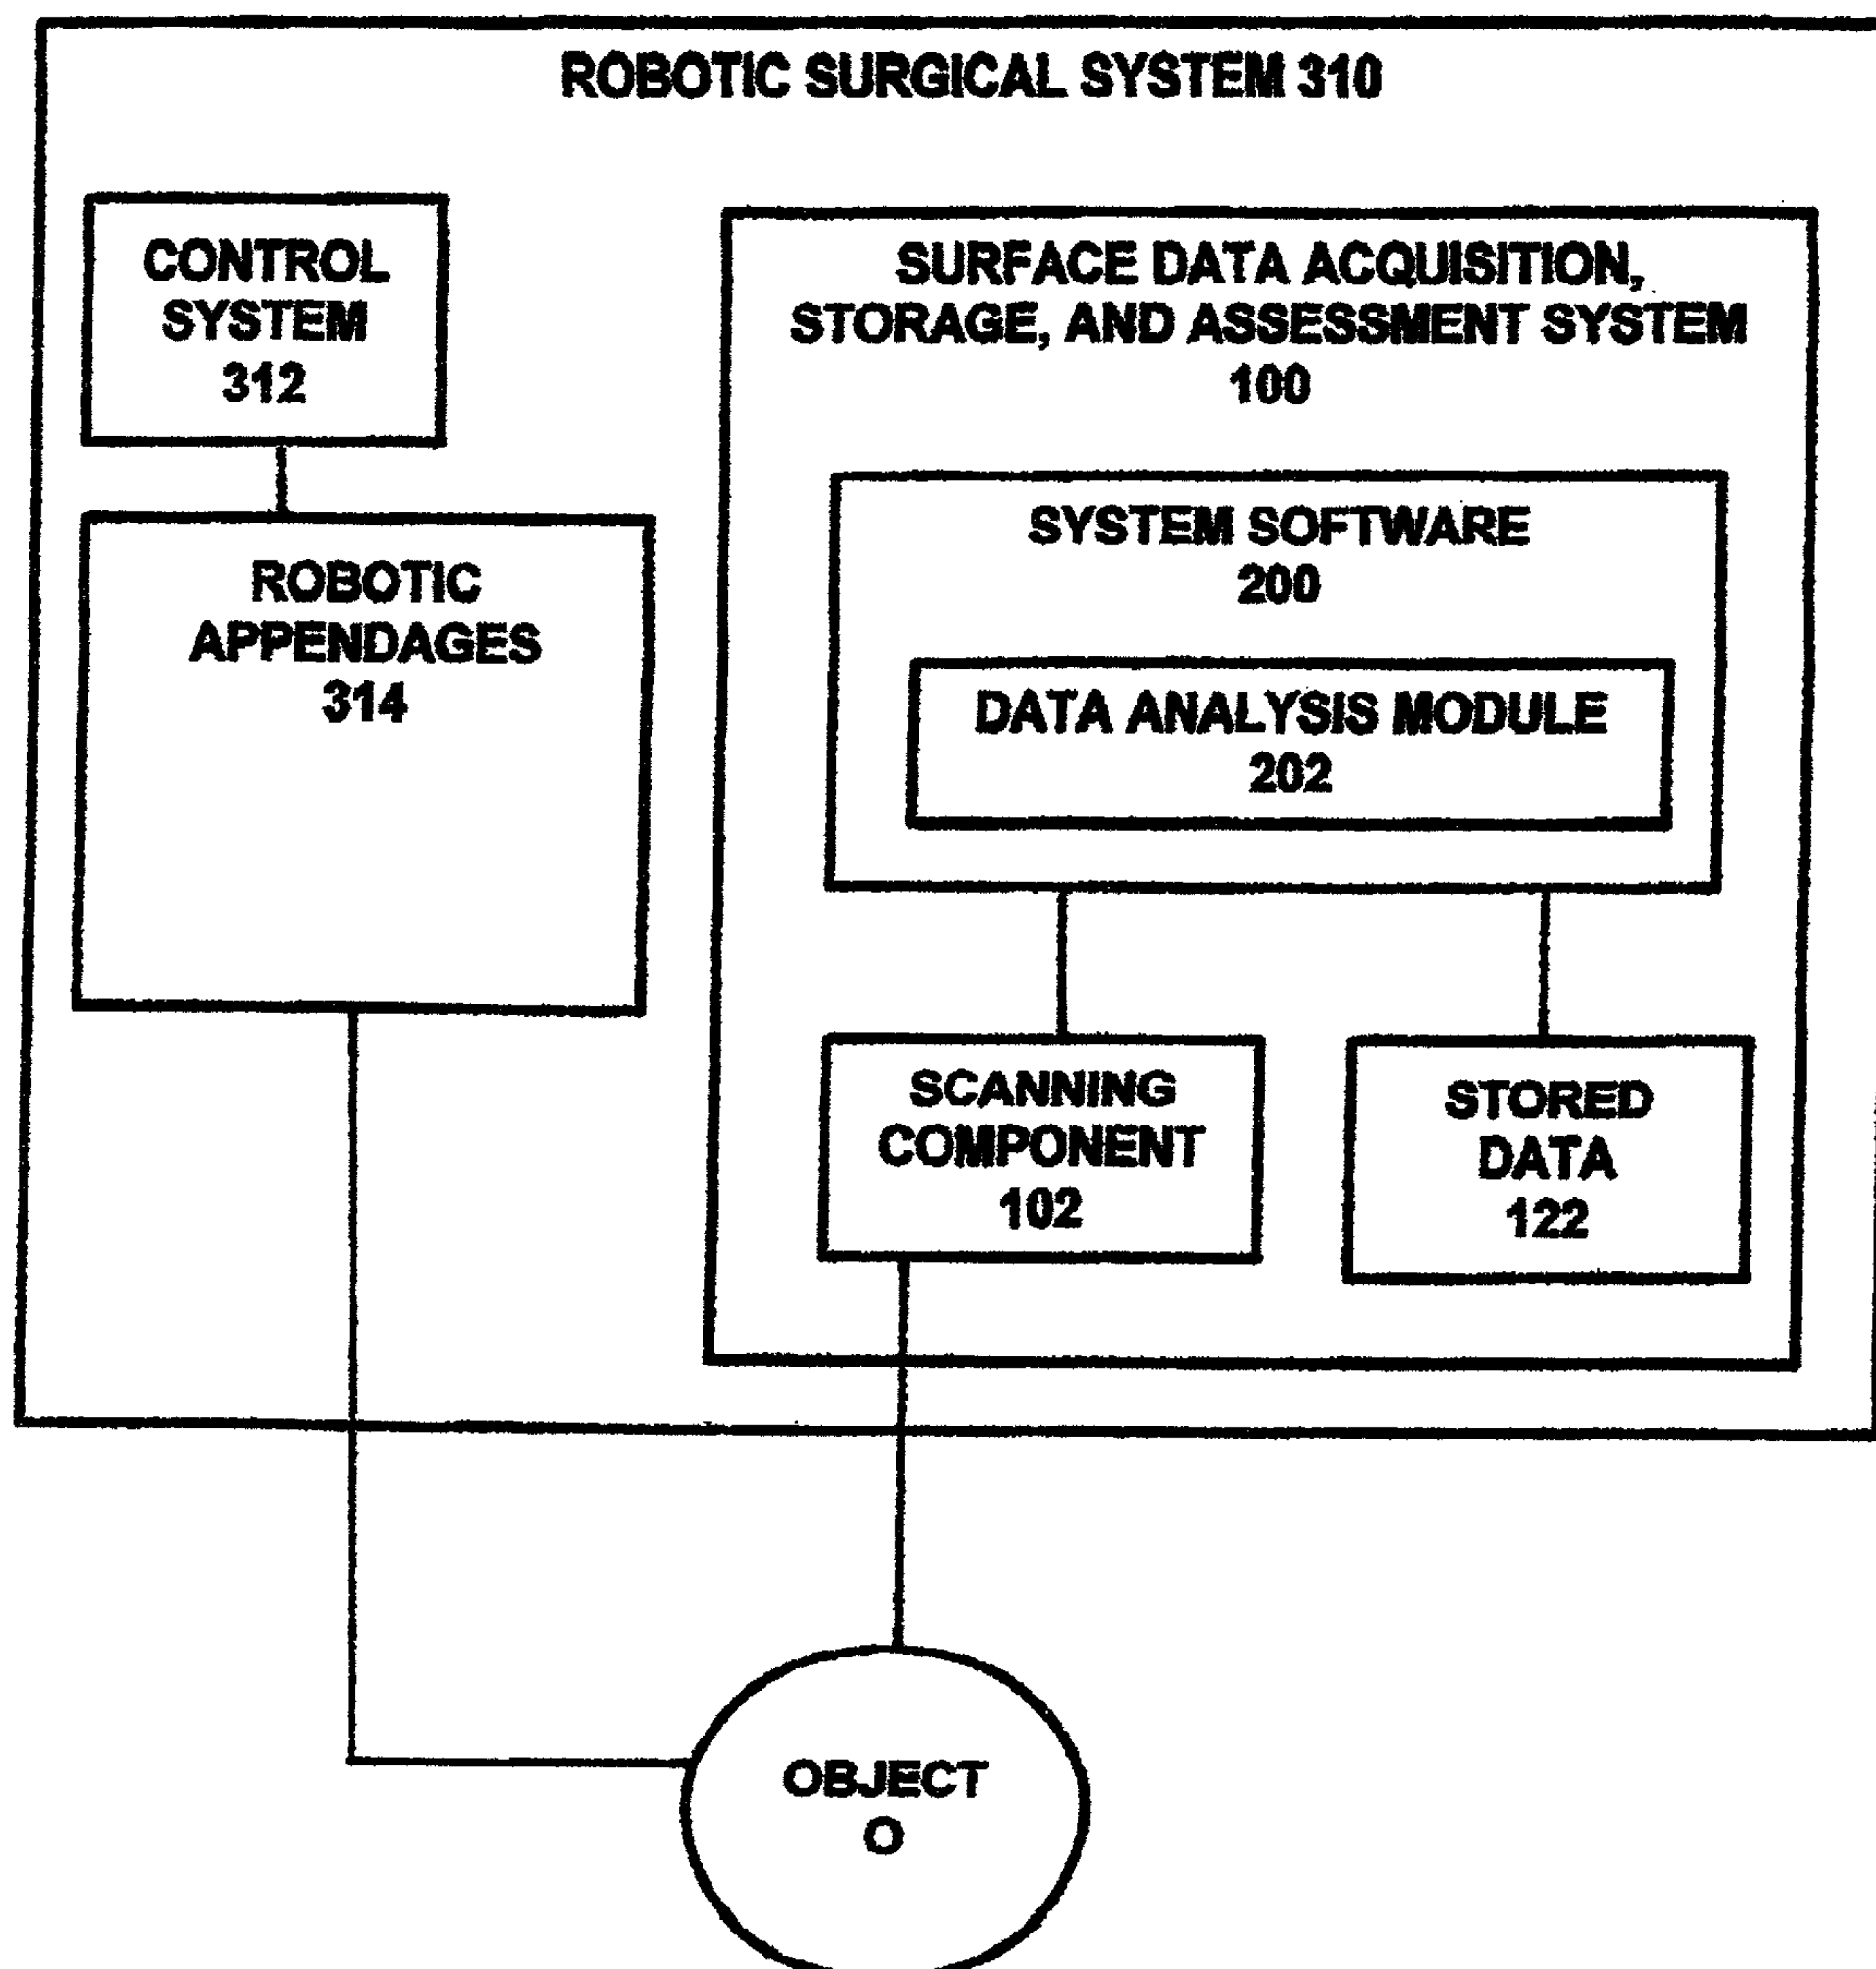 ROBOTIC SURGICAL SYSTEM 310
CONTROL
SYSTEM
312
ROBOTIC
APPENDAGES
314
SURFACE DATA ACQUISITION,
STORAGE, AND ASSESSMENT SYSTEM
100
SYSTEM SOFTWARE
200
DATA ANALYSIS MODULE
202
SCANNING
COMPONENT
102
STORED
DATA
122
OBJECT
O